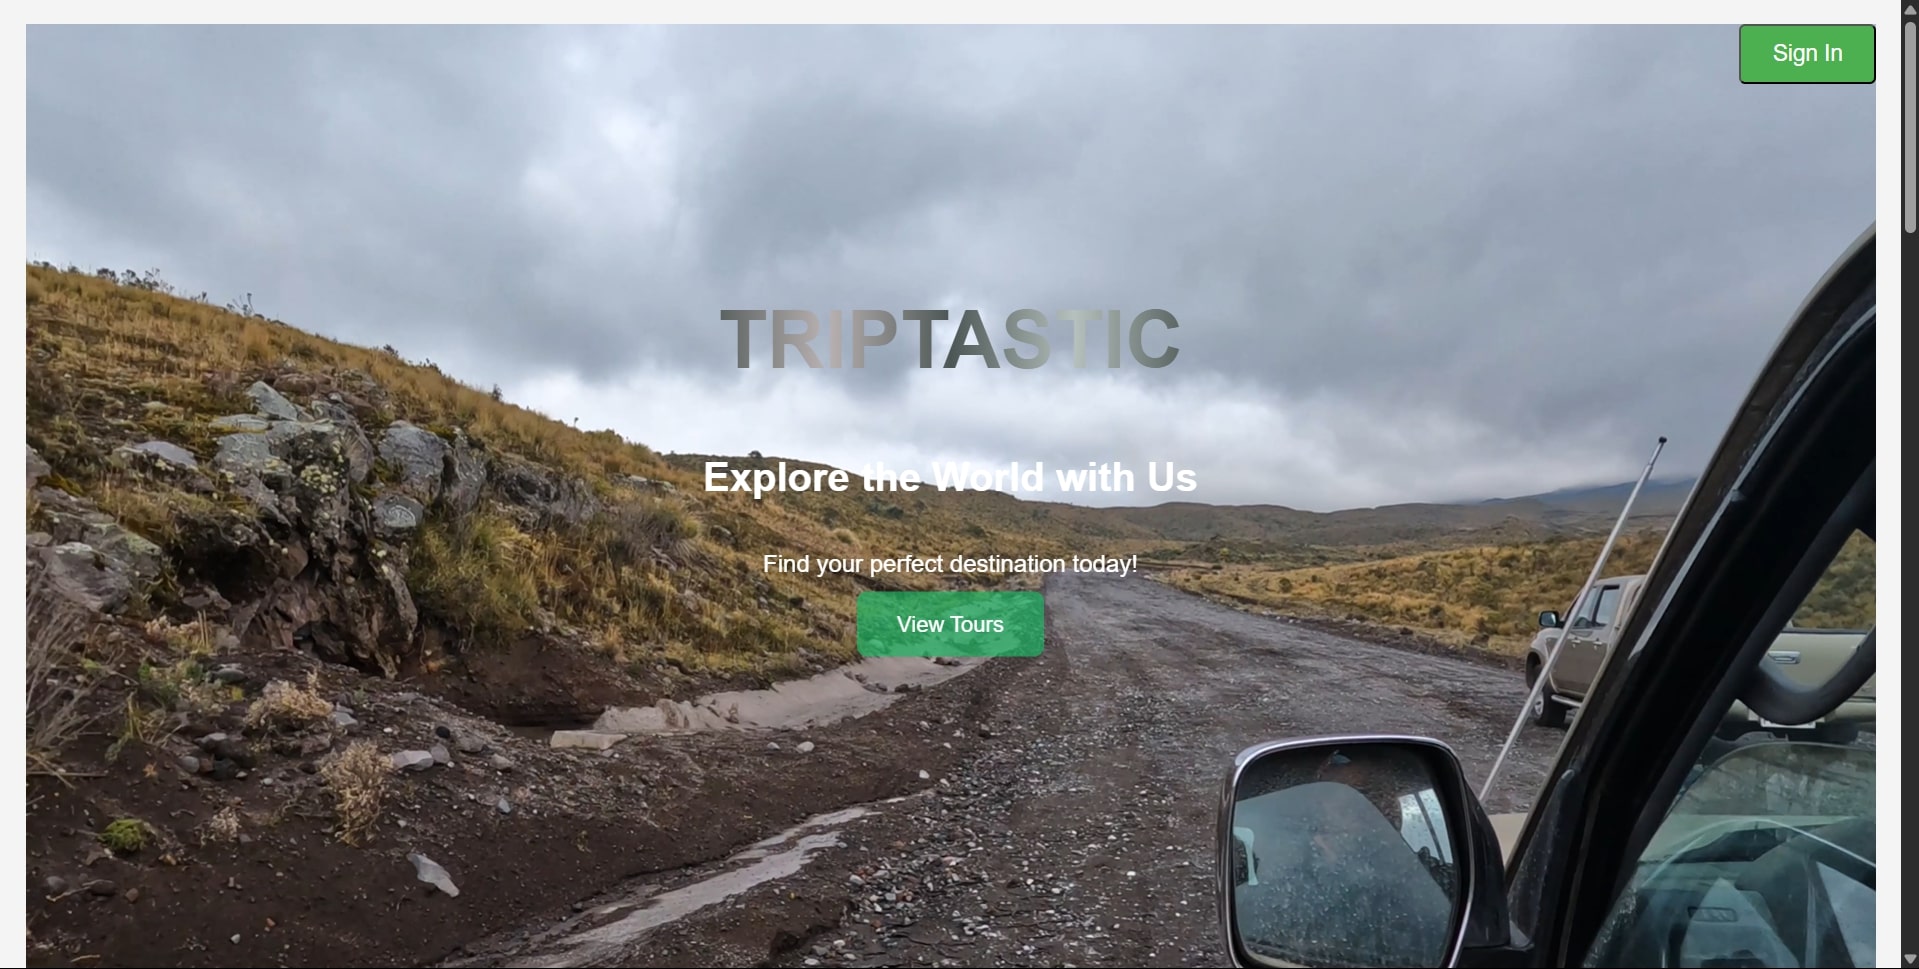 Sign In
TRIPTASTIC
Explore the World with Us
Find your perfect destination today!
View Tours